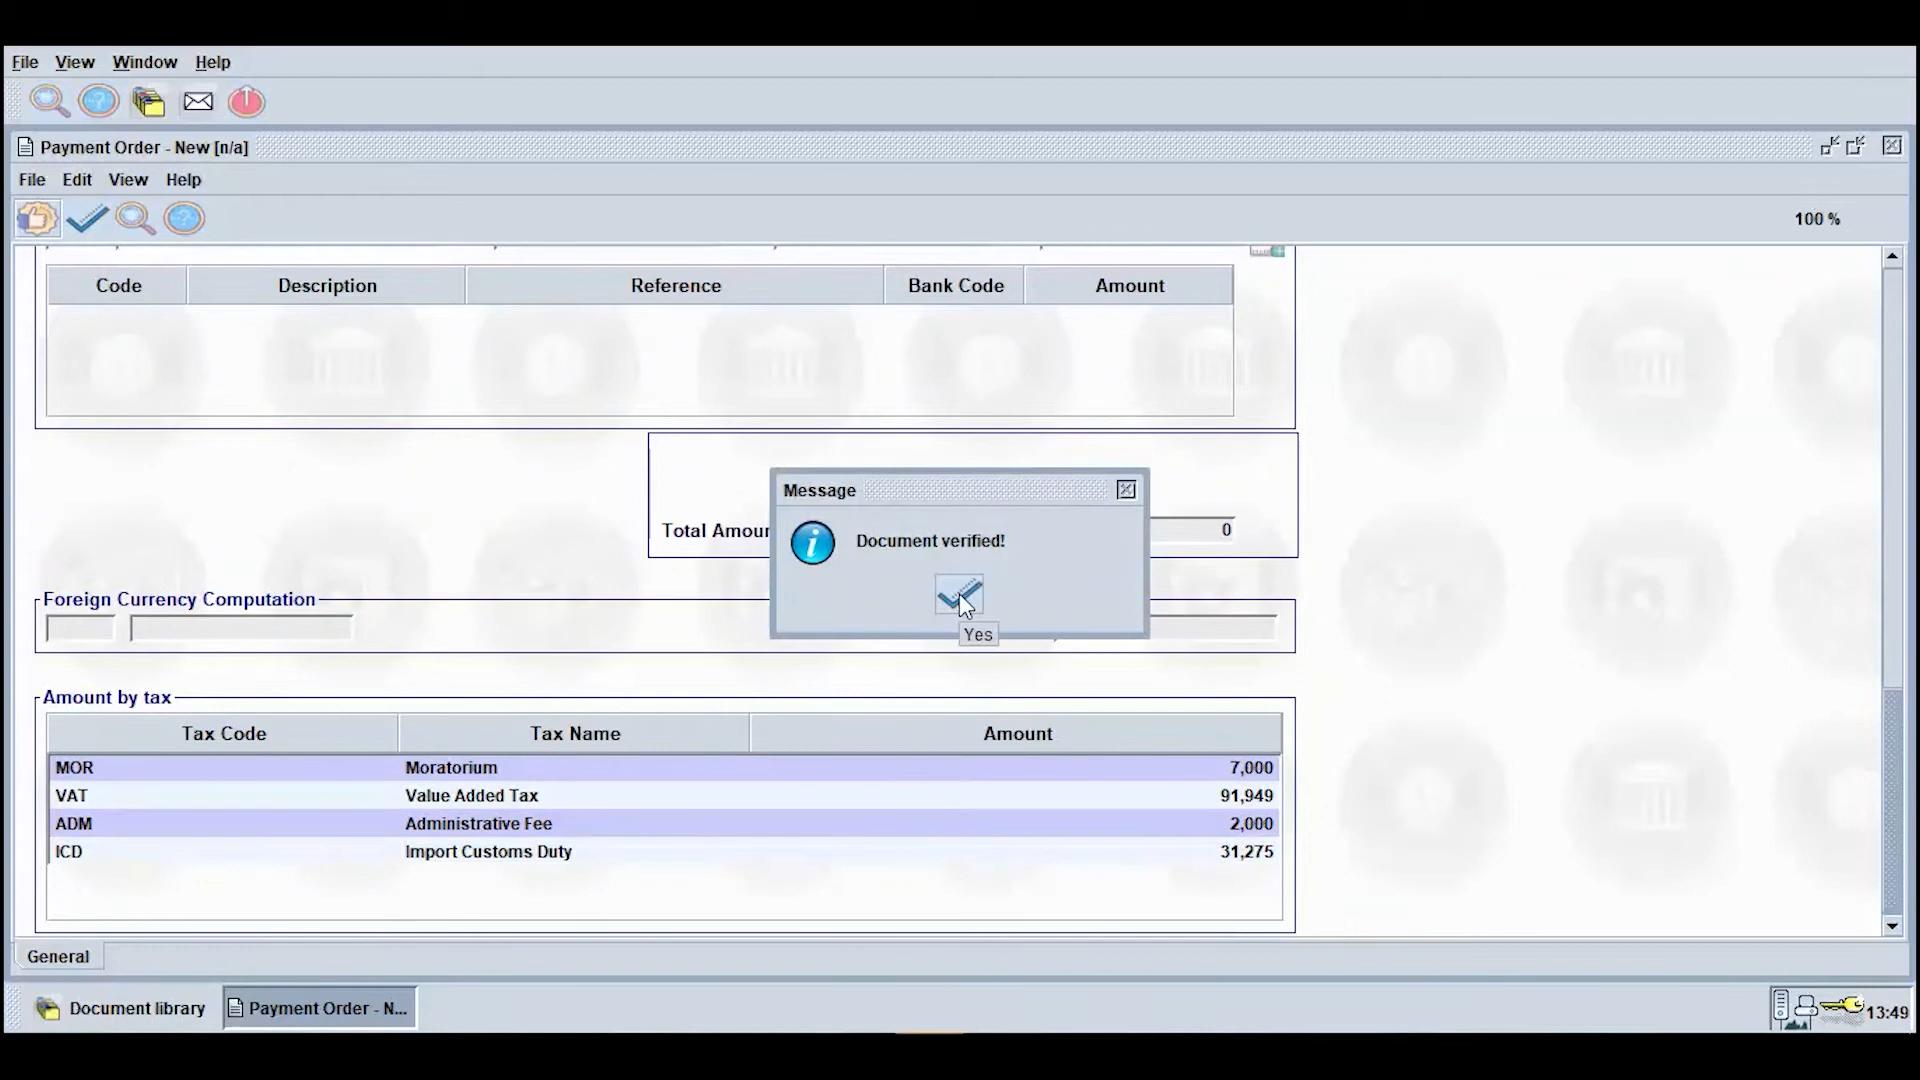 File View Window Help
Payment Order - New [n/a]
File Edit View Help
100 %
Code Description Reference Bank Code Amount
Message
Document verified!
Total Amour 0
Yes
Foreign Currency Computation
Amount by tax
Tax Code Tax Name Amount
MOR Moratorium 7,000
VAT Value Added Tax 91,949
ADM Administrative Fee 2,000
ICD Import Customs Duty 31,275
General
Document library Payment Order - N... 13:49